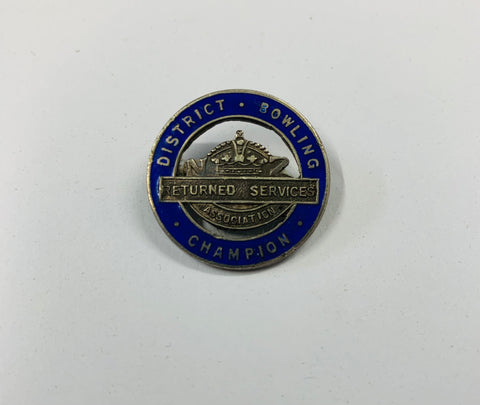 DISTRICT · BOWLING
N Z
RETURNED SERVICES
ASSOCIATION
· CHAMPION ·